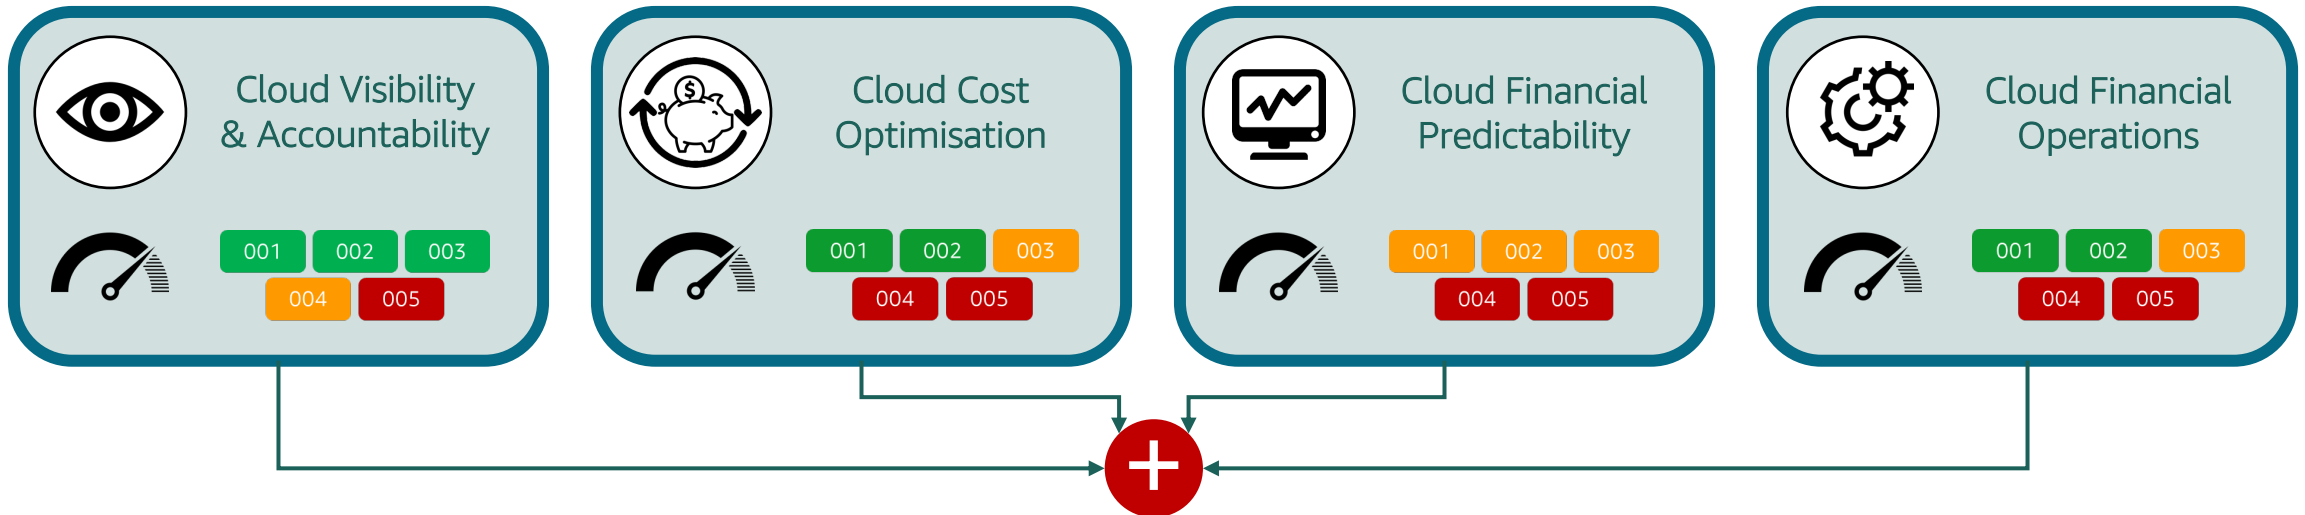 Cloud Visibility
& Accountability
001 002 003
004 005
$
Cloud Cost
Optimisation
001 002 003
004 005
Cloud Financial
Predictability
001 002 003
004 005
Cloud Financial
Operations
001 002 003
004 005
+